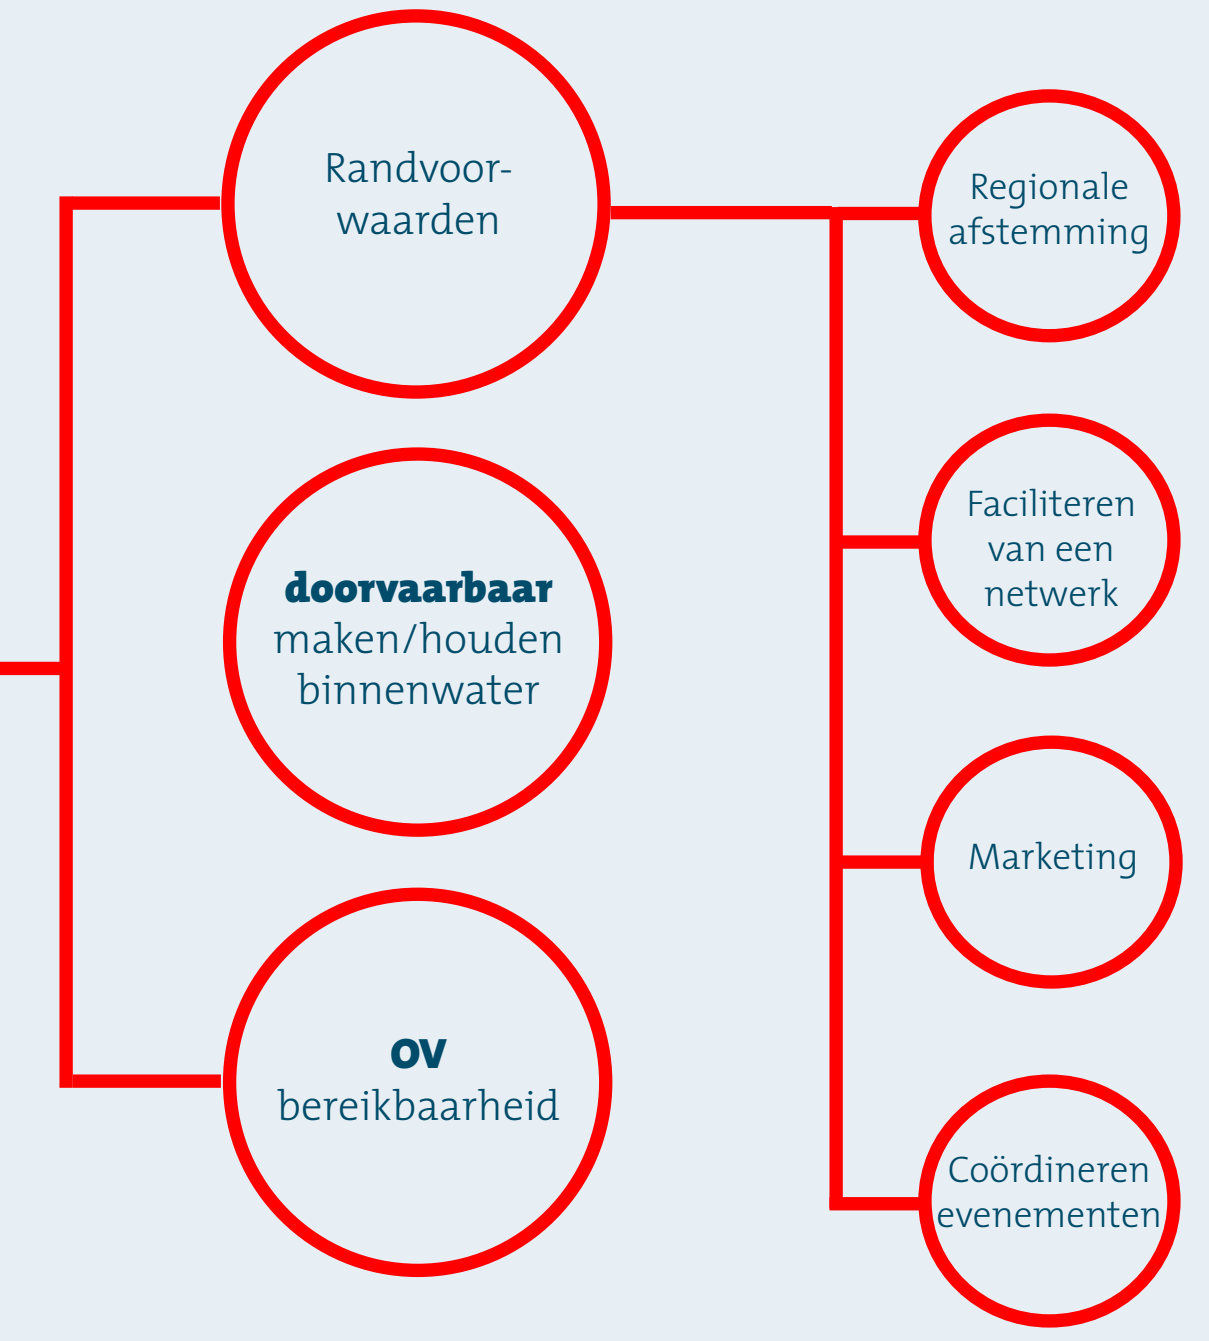 Randvoor-
waarden
doorvaarbaar
maken/houden
binnenwater
OV
bereikbaarheid
Regionale
afstemming
Faciliteren
van een
netwerk
Marketing
Coördineren
evenementen